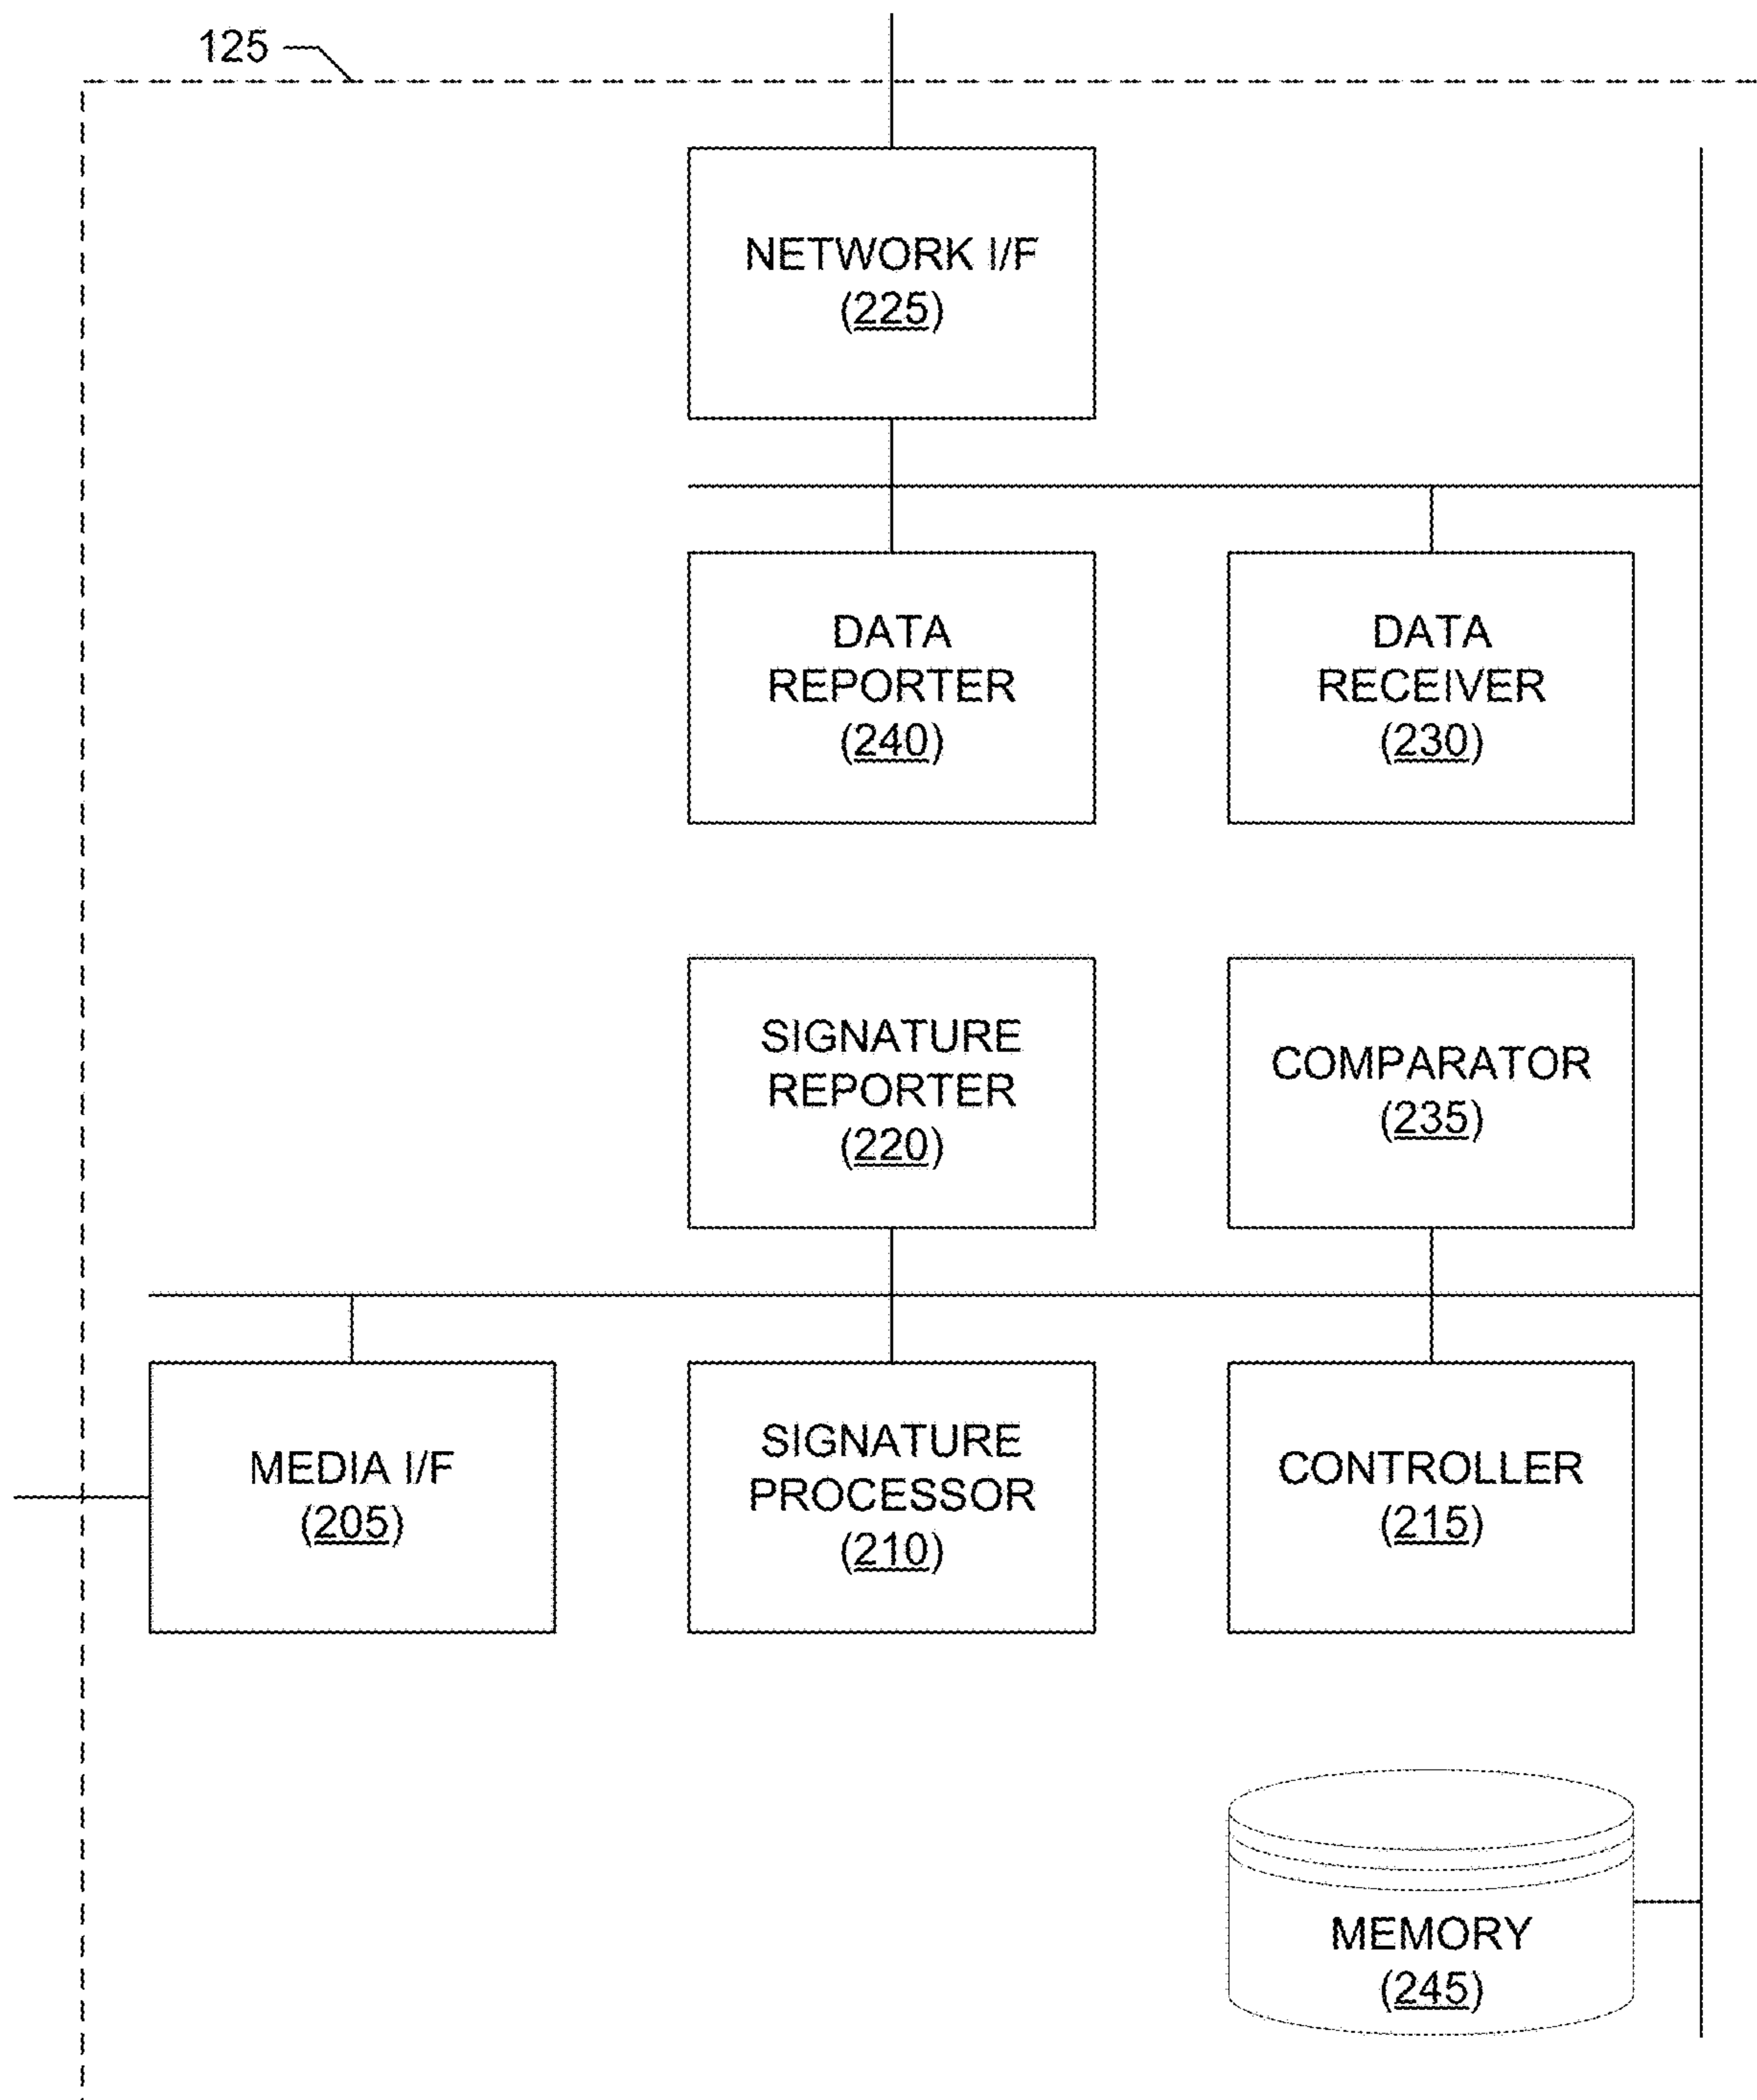 125
NETWORK I/F
(225)
DATA
REPORTER
(240)
DATA
RECEIVER
(230)
SIGNATURE
REPORTER
(220)
COMPARATOR
(235)
MEDIA I/F
(205)
SIGNATURE
PROCESSOR
(210)
CONTROLLER
(215)
MEMORY
(245)